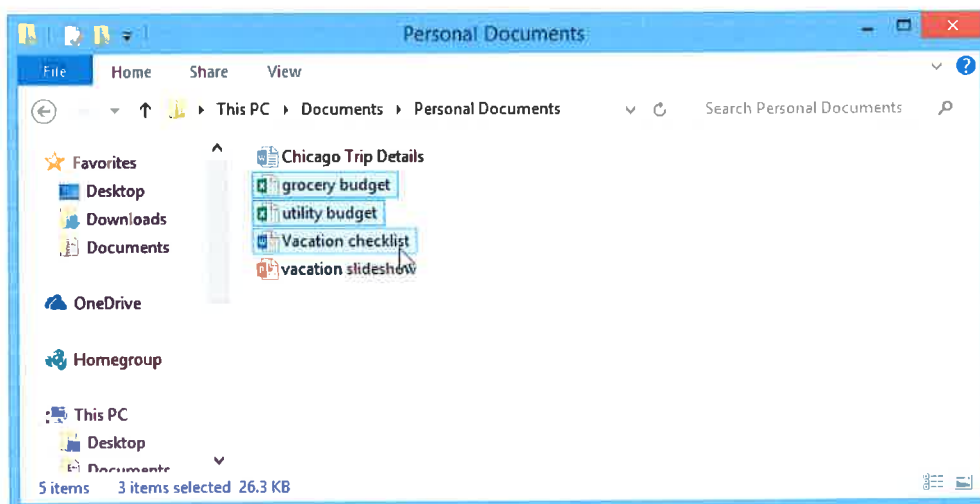 Personal Documents
File Home Share View
This PC Documents Personal Documents Search Personal Documents
Favorites
Desktop
Downloads
Documents
OneDrive
Homegroup
This PC
Desktop
Documents
Chicago Trip Details
grocery budget
utility budget
Vacation checklist
vacation slideshow
5 items 3 items selected 26.3 KB